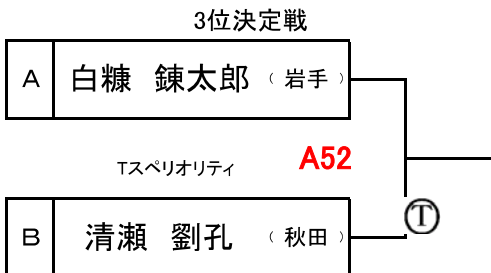 3位決定戦
A 白糠 錬太郎 （ 岩手 ）
Tスペリオリティ A52
Ⓣ
B 清瀬 劉孔 （ 秋田 ）